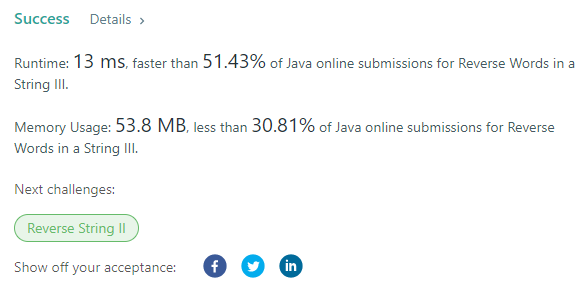 Success Details >
Runtime: 13 ms, faster than 51.43% of Java online submissions for Reverse Words in a
String III.
Memory Usage: 53.8 MB, less than 30.81% of Java online submissions for Reverse
Words in a String III.
Next challenges:
Reverse String II
Show off your acceptance: f in